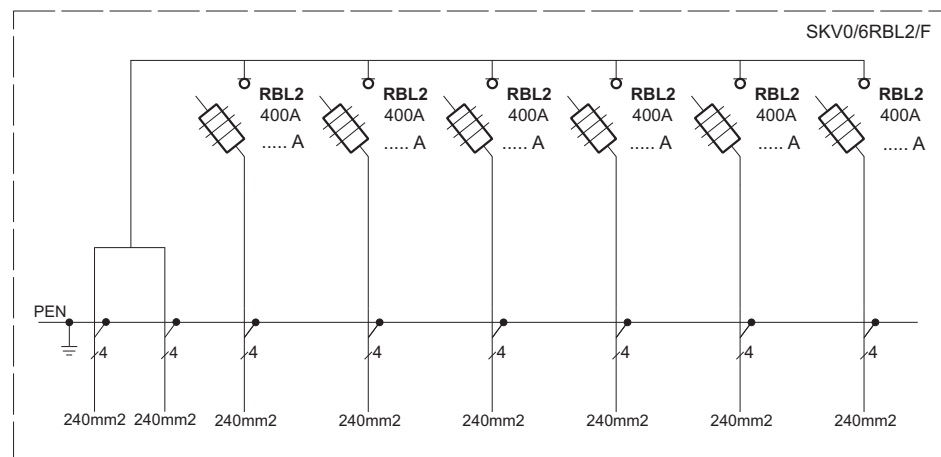 SKV0/6RBL2/F
RBL2 RBL2 RBL2 RBL2 RBL2 RBL2
400A 400A 400A 400A 400A 400A
..... A ..... A ..... A ..... A ..... A ..... A
PEN
4 4 4 4 4 4 4 4
240mm2 240mm2 240mm2 240mm2 240mm2 240mm2 240mm2 240mm2